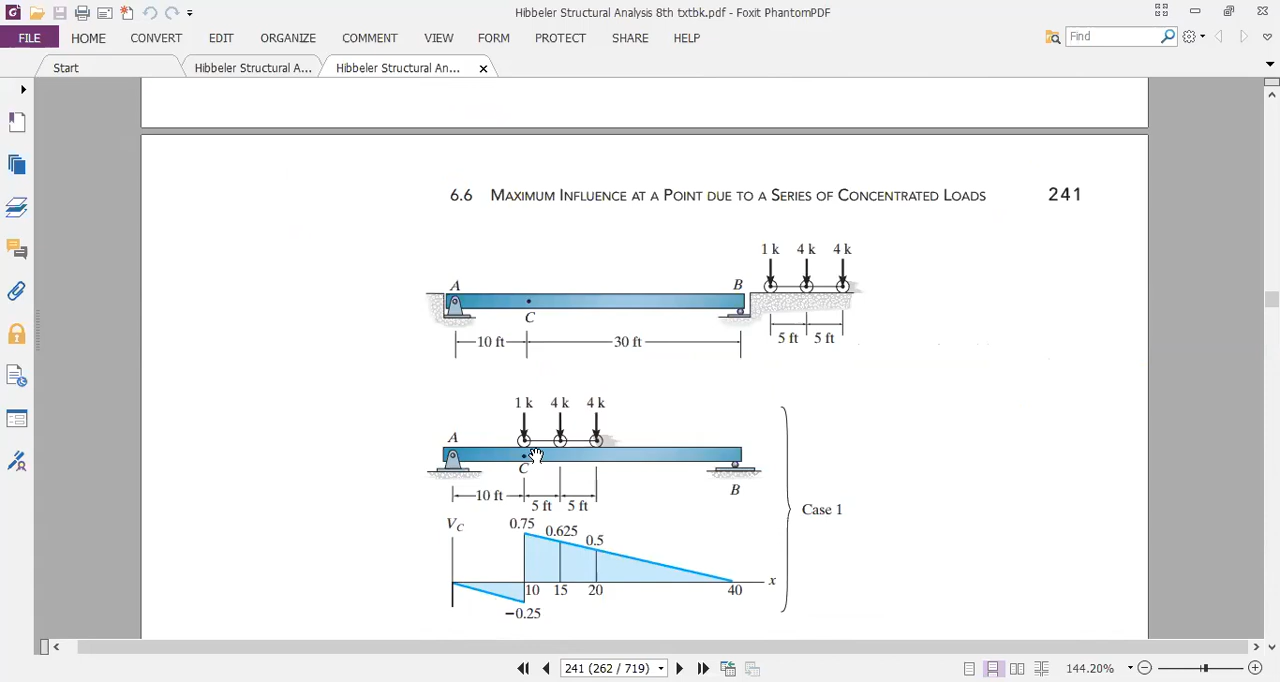 Hibbeler Structural Analysis 8th txtbk.pdf - Foxit PhantomPDF
FILE HOME CONVERT EDIT ORGANIZE COMMENT VIEW FORM PROTECT SHARE HELP Find
Start Hibbeler Structural A... Hibbeler Structural An...
6.6 MAXIMUM INFLUENCE AT A POINT DUE TO A SERIES OF CONCENTRATED LOADS 241
1 k 4 k 4 k
A B
C
10 ft 30 ft 5 ft 5 ft
1 k 4 k 4 k
A
C
B
10 ft 5 ft 5 ft
Case 1
VC 0.75 0.625 0.5
x
10 15 20 40
−0.25
241 (262 / 719) 144.20%